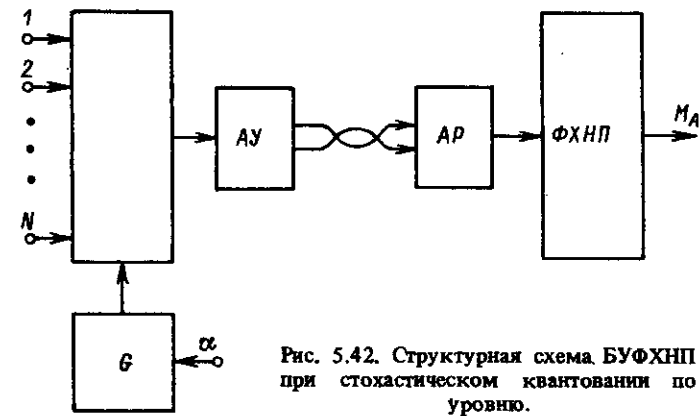 1
2
N
АУ
АР
ФХНП
M_A
G
α
Рис. 5.42. Структурная схема БУФХНП
при стохастическом квантовании по
уровню.